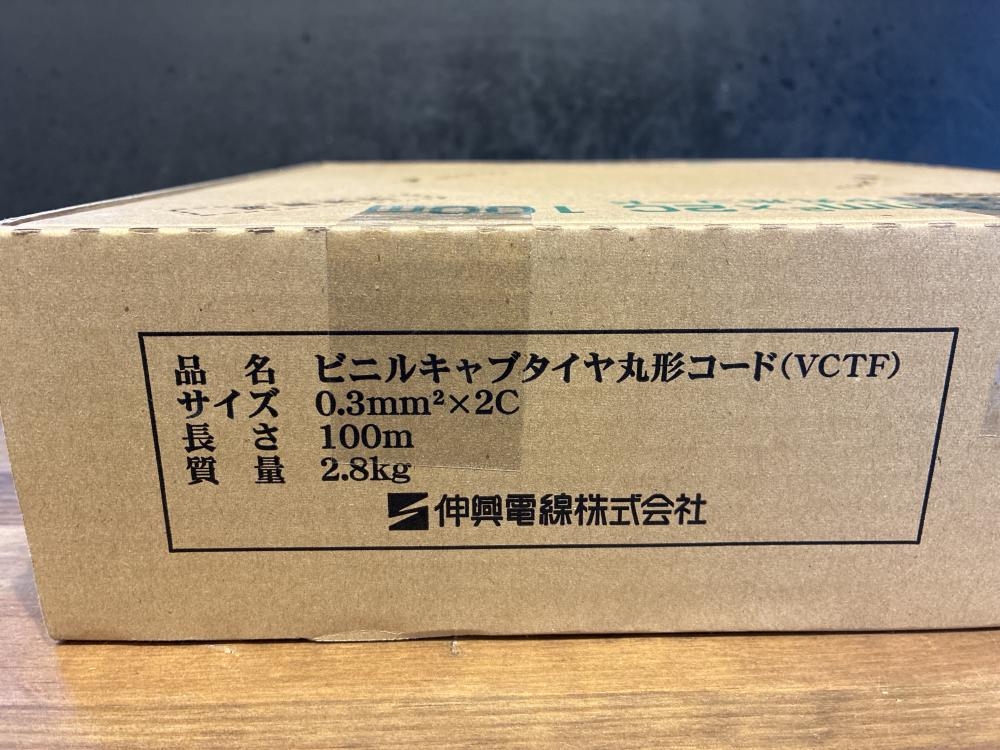 100m
品名 ビニルキャブタイヤ丸形コード(VCTF)
サイズ 0.3mm²×2C
長さ 100m
質量 2.8kg
伸興電線株式会社